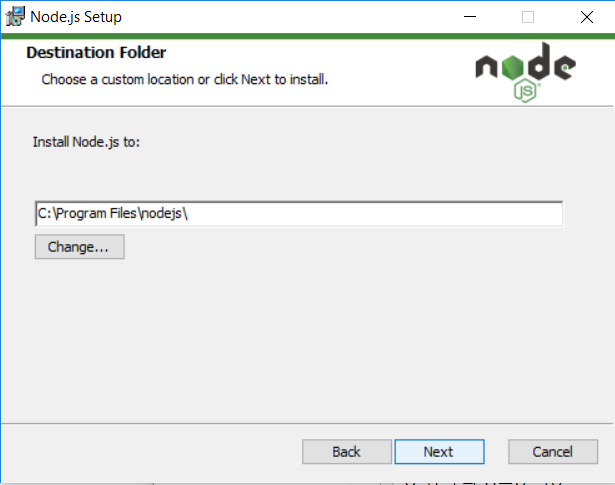 Node.js Setup
Destination Folder
Choose a custom location or click Next to install.
node
JS
Install Node.js to:
C:\Program Files\nodejs\
Change...
Back
Next
Cancel